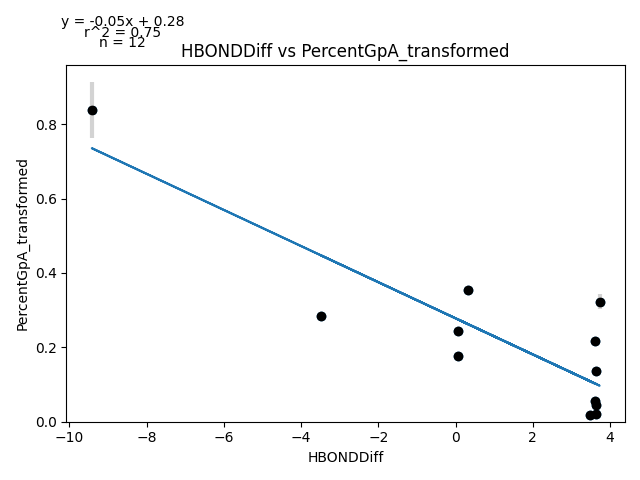 y = -0.05x + 0.28
r^2 = 0.75
n = 12
HBONDDiff vs PercentGpA_transformed
PercentGpA_transformed
0.8
0.6
0.4
0.2
0.0
−10
−8
−6
−4
−2
0
2
4
HBONDDiff